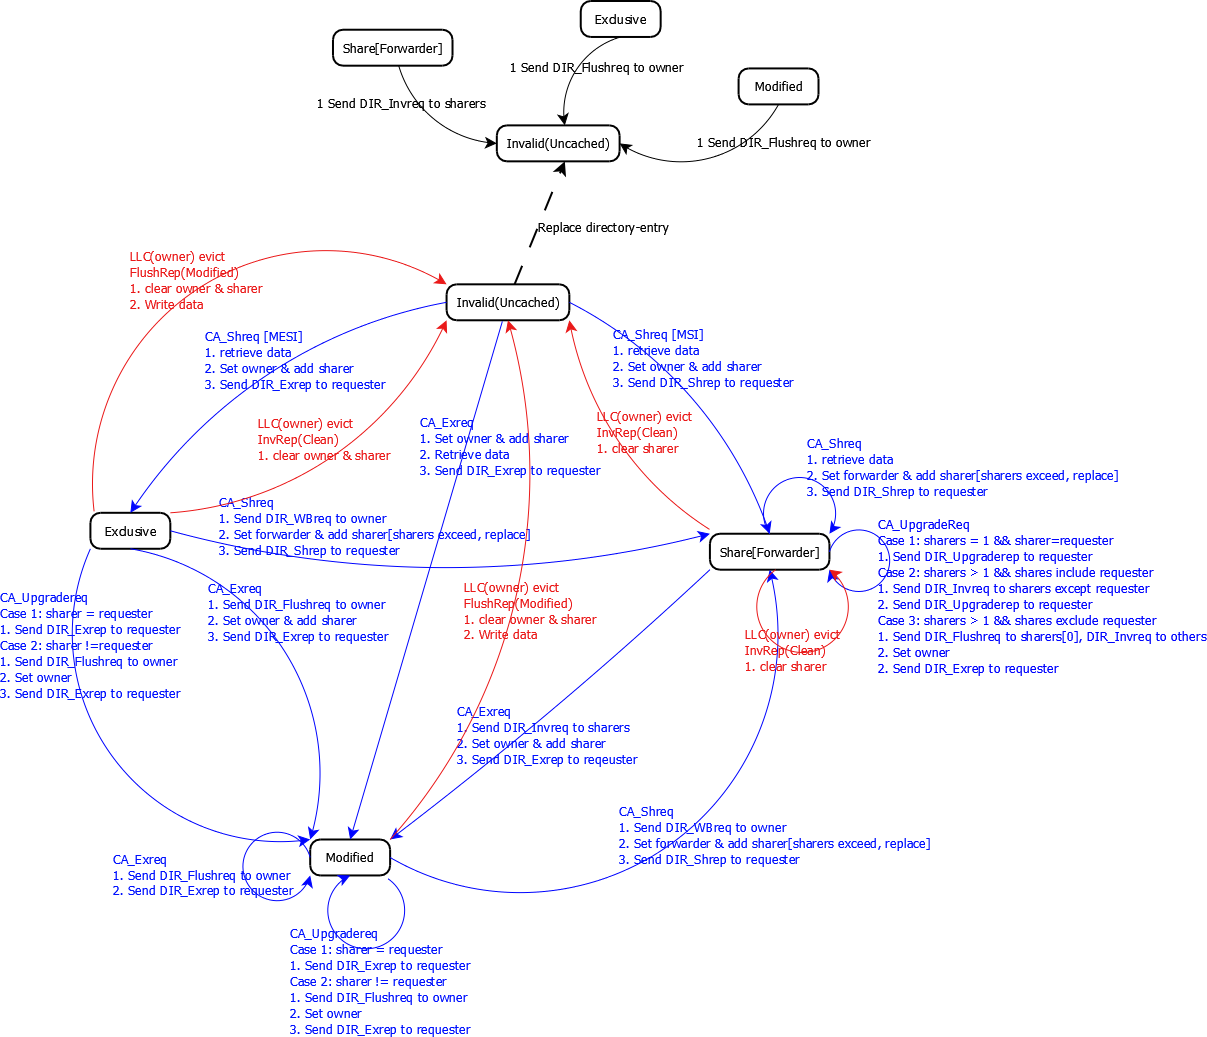 Exclusive
Share[Forwarder]
1 Send DIR_Flushreq to owner
Modified
1 Send DIR_Invreq to sharers
Invalid(Uncached)
1 Send DIR_Flushreq to owner
Replace directory-entry
LLC(owner) evict
FlushRep(Modified)
1. clear owner & sharer
2. Write data
Invalid(Uncached)
CA_Shreq [MESI]
1. retrieve data
2. Set owner & add sharer
3. Send DIR_Exrep to requester
CA_Shreq [MSI]
1. retrieve data
2. Set owner & add sharer
3. Send DIR_Shrep to requester
LLC(owner) evict
InvRep(Clean)
1. clear owner & sharer
CA_Exreq
1. Set owner & add sharer
2. Retrieve data
3. Send DIR_Exrep to requester
LLC(owner) evict
InvRep(Clean)
1. clear sharer
CA_Shreq
1. retrieve data
2. Set forwarder & add sharer[sharers exceed, replace]
3. Send DIR_Shrep to requester
Exclusive
CA_Shreq
1. Send DIR_WBreq to owner
2. Set forwarder & add sharer[sharers exceed, replace]
3. Send DIR_Shrep to requester
Share[Forwarder]
CA_UpgradeReq
Case 1: sharers = 1 && sharer=requester
1. Send DIR_Upgraderep to requester
Case 2: sharers > 1 && shares include requester
1. Send DIR_Invreq to sharers except requester
2. Send DIR_Upgraderep to requester
Case 3: sharers > 1 && shares exclude requester
1. Send DIR_Flushreq to sharers[0], DIR_Invreq to others
2. Set owner
2. Send DIR_Exrep to requester
CA_Upgradereq
Case 1: sharer = requester
1. Send DIR_Exrep to requester
Case 2: sharer !=requester
1. Send DIR_Flushreq to owner
2. Set owner
3. Send DIR_Exrep to requester
CA_Exreq
1. Send DIR_Flushreq to owner
2. Set owner & add sharer
3. Send DIR_Exrep to requester
LLC(owner) evict
FlushRep(Modified)
1. clear owner & sharer
2. Write data
LLC(owner) evict
InvRep(Clean)
1. clear sharer
CA_Exreq
1. Send DIR_Invreq to sharers
2. Set owner & add sharer
3. Send DIR_Exrep to reqeuster
CA_Shreq
1. Send DIR_WBreq to owner
2. Set forwarder & add sharer[sharers exceed, replace]
3. Send DIR_Shrep to requester
Modified
CA_Exreq
1. Send DIR_Flushreq to owner
2. Send DIR_Exrep to requester
CA_Upgradereq
Case 1: sharer = requester
1. Send DIR_Exrep to requester
Case 2: sharer != requester
1. Send DIR_Flushreq to owner
2. Set owner
3. Send DIR_Exrep to requester